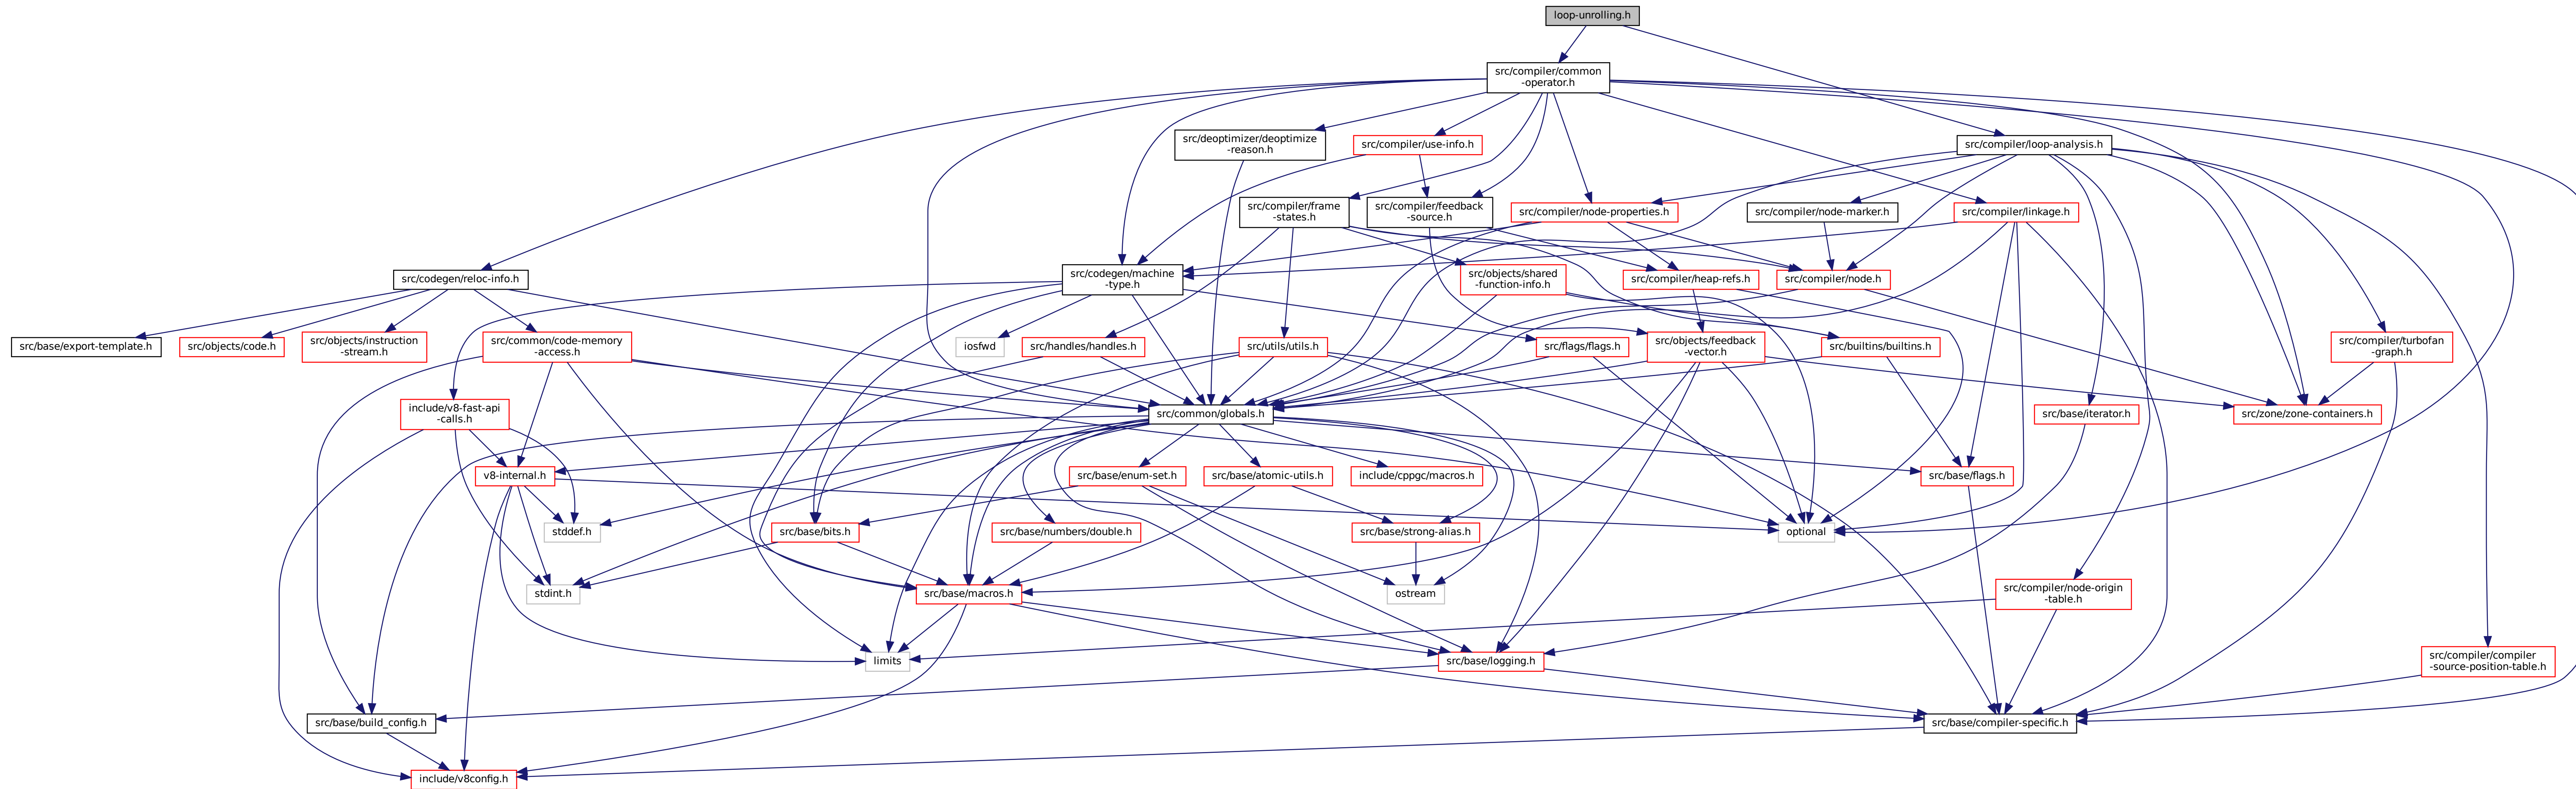 loop-unrolling.h
src/compiler/common
-operator.h
src/deoptimizer/deoptimize
-reason.h
src/compiler/use-info.h
src/compiler/loop-analysis.h
src/compiler/frame
-states.h
src/compiler/feedback
-source.h
src/compiler/node-properties.h
src/compiler/node-marker.h
src/compiler/linkage.h
src/codegen/reloc-info.h
src/codegen/machine
-type.h
src/objects/shared
-function-info.h
src/compiler/heap-refs.h
src/compiler/node.h
src/base/export-template.h
src/objects/code.h
src/objects/instruction
-stream.h
src/common/code-memory
-access.h
iosfwd
src/handles/handles.h
src/utils/utils.h
src/flags/flags.h
src/objects/feedback
-vector.h
src/builtins/builtins.h
src/compiler/turbofan
-graph.h
include/v8-fast-api
-calls.h
src/common/globals.h
src/base/iterator.h
src/zone/zone-containers.h
v8-internal.h
src/base/enum-set.h
src/base/atomic-utils.h
include/cppgc/macros.h
src/base/flags.h
stddef.h
src/base/bits.h
src/base/numbers/double.h
src/base/strong-alias.h
optional
stdint.h
src/base/macros.h
ostream
src/compiler/node-origin
-table.h
limits
src/base/logging.h
src/compiler/compiler
-source-position-table.h
src/base/build_config.h
src/base/compiler-specific.h
include/v8config.h